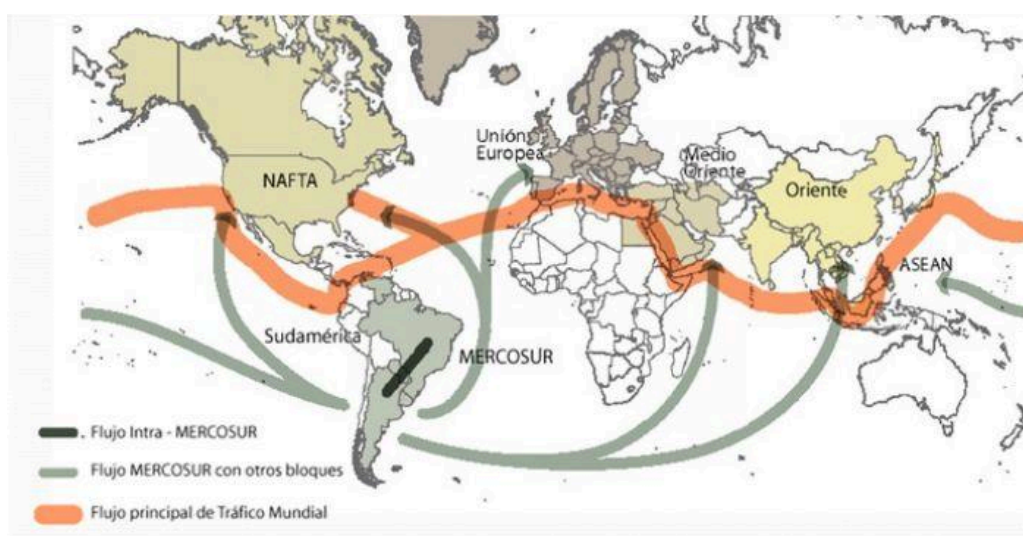 Unións
Europea
Medio
Oriente
NAFTA
Oriente
ASEAN
Sudamérica
MERCOSUR
. Flujo Intra - MERCOSUR
Flujo MERCOSUR con otros bloques
Flujo principal de Tráfico Mundial